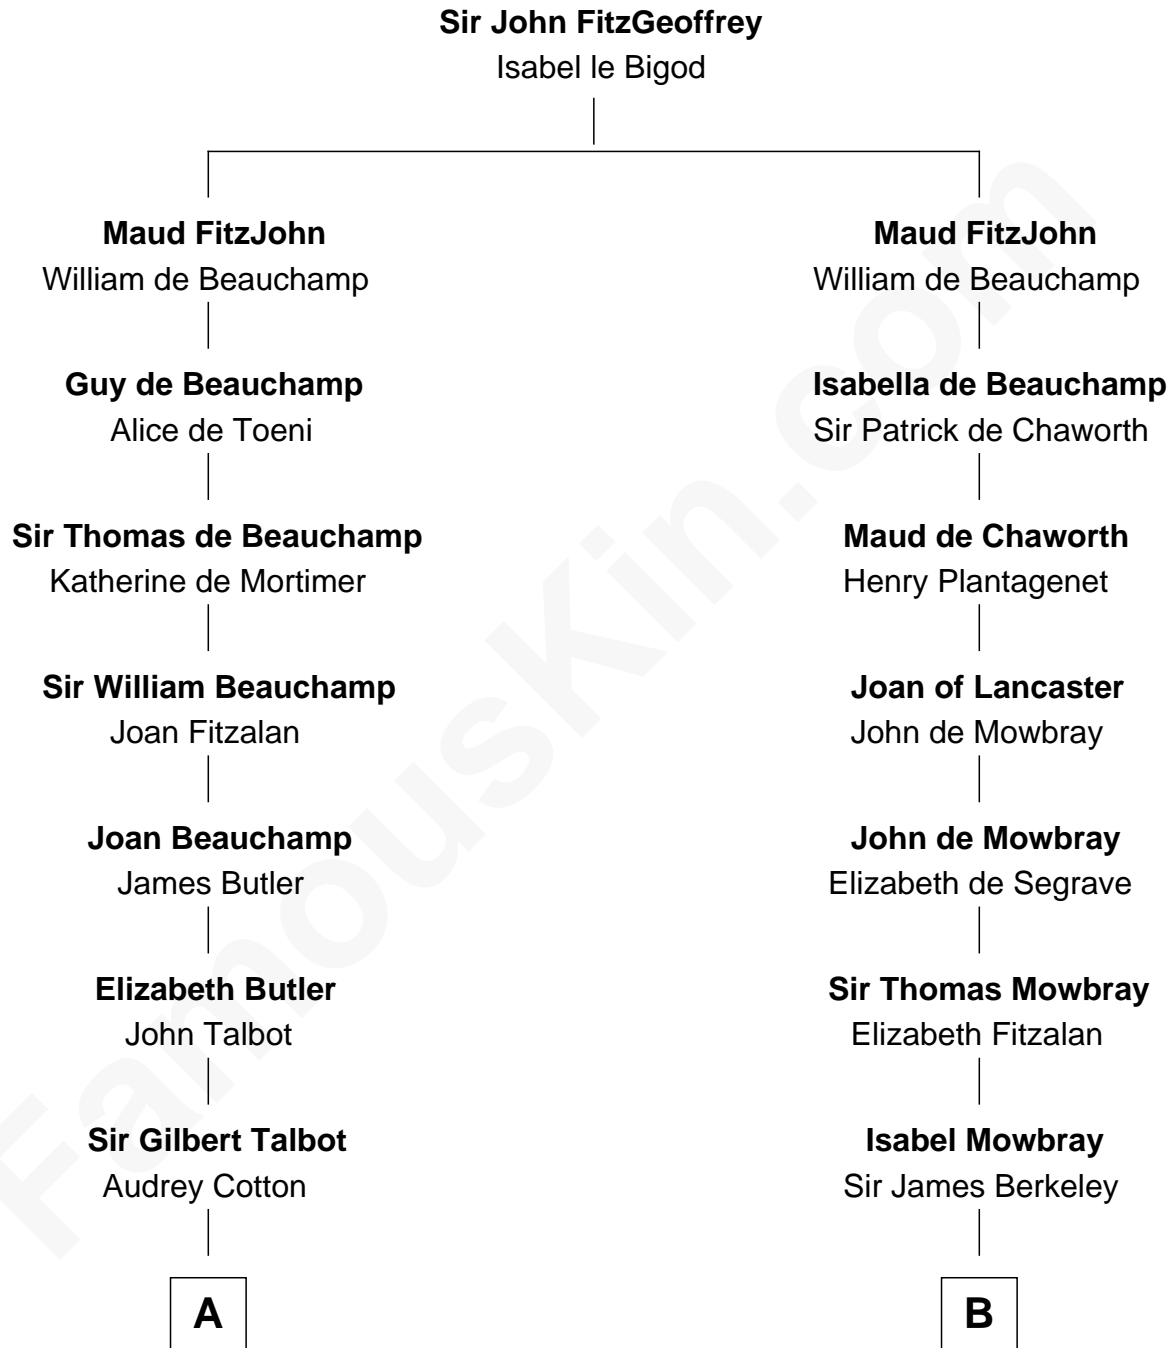 Sir John FitzGeoffrey
Isabel le Bigod
Maud FitzJohn
William de Beauchamp
Maud FitzJohn
William de Beauchamp
Guy de Beauchamp
Alice de Toeni
Isabella de Beauchamp
Sir Patrick de Chaworth
Sir Thomas de Beauchamp
Katherine de Mortimer
Maud de Chaworth
Henry Plantagenet
Sir William Beauchamp
Joan Fitzalan
Joan of Lancaster
John de Mowbray
Joan Beauchamp
James Butler
John de Mowbray
Elizabeth de Segrave
Elizabeth Butler
John Talbot
Sir Thomas Mowbray
Elizabeth Fitzalan
Sir Gilbert Talbot
Audrey Cotton
Isabel Mowbray
Sir James Berkeley
A
B
FamousKin.com